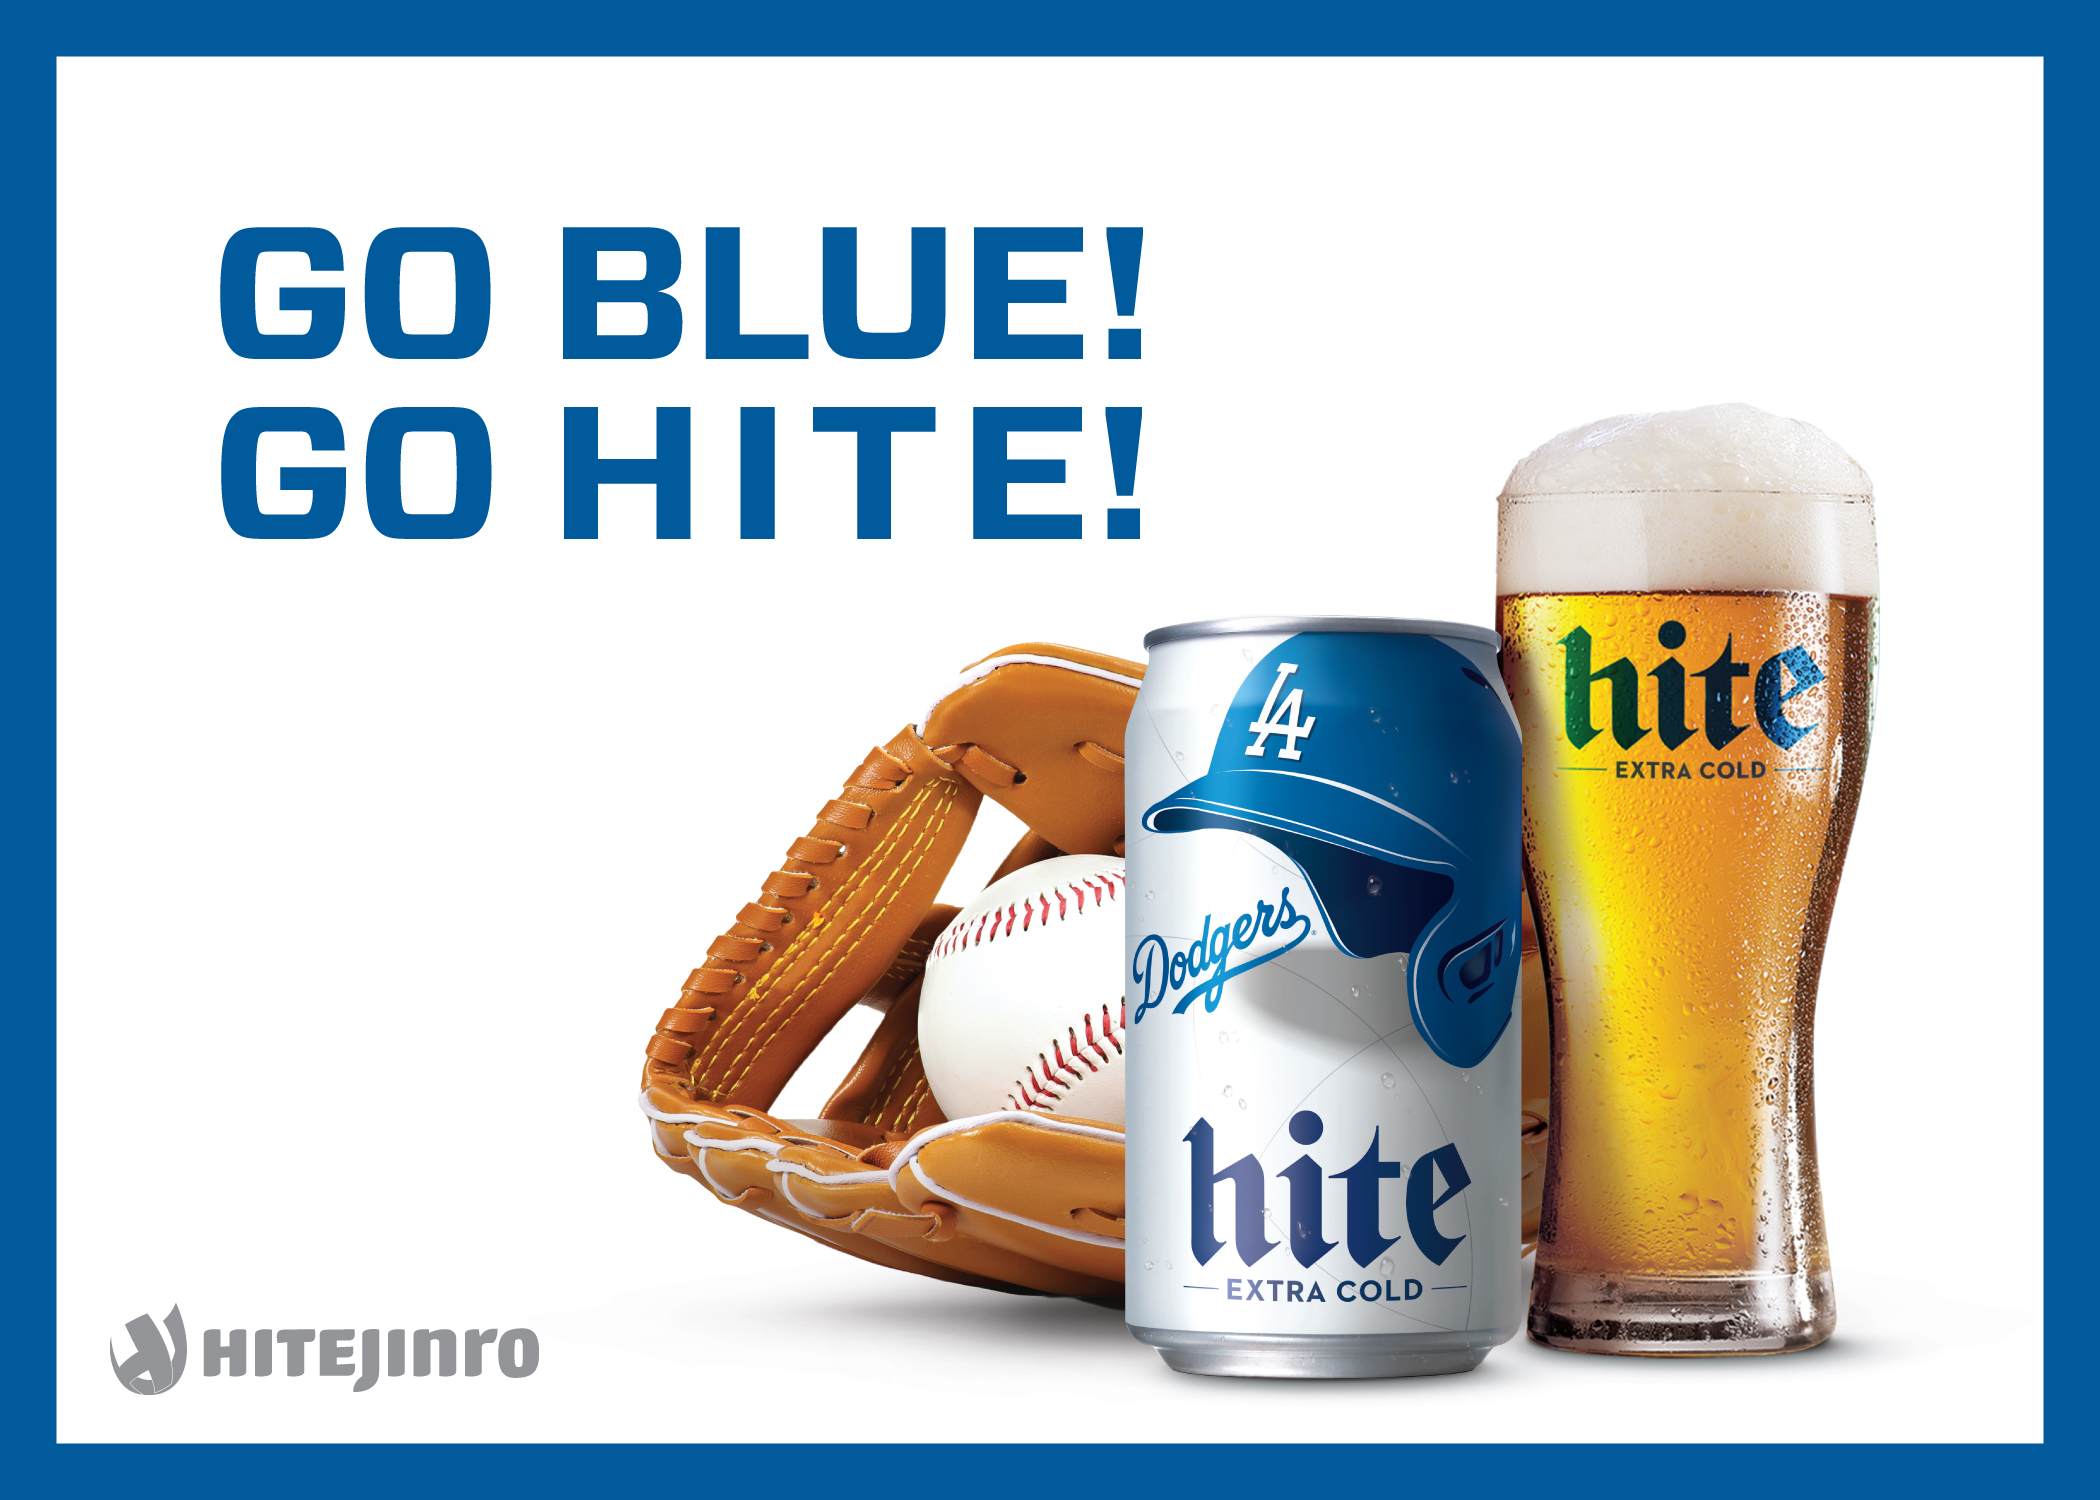 GO BLUE!
GO HITE!
hite
EXTRA COLD
LA
Dodgers
hite
EXTRA COLD
HITEJINRO